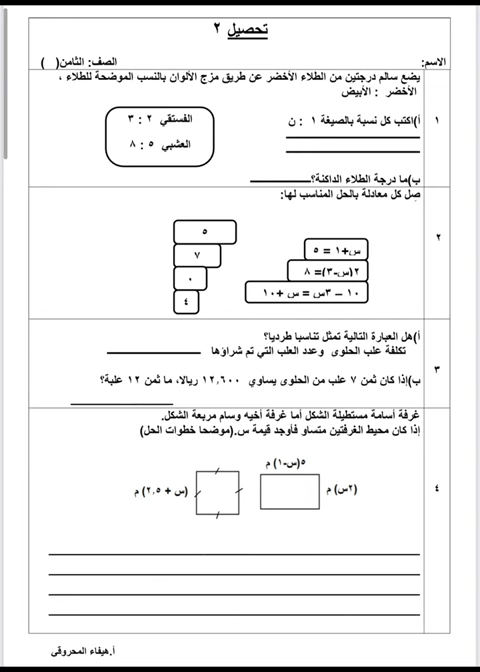 تحصيل ٢
الاسم: الصف: الثامن( )
١
يضع سالم درجتين من الطلاء الأخضر عن طريق مزج الألوان بالنسب الموضحة للطلاء ،
الأخضر : الأبيض
أ)اكتب كل نسبة بالصيغة ١ : ن
الفستقي ٢ : ٣
العشبي ٥ : ٨
ب)ما درجة الطلاء الداكنة؟
٢
صِل كل معادلة بالحل المناسب لها:
س+١ = ٥
٢(س-٣)= ٨
١٠ – ٣س = س +١٠
٥
٧
٠
٤
٣
أ)هل العبارة التالية تمثل تناسبا طرديا؟
تكلفة علب الحلوى وعدد العلب التي تم شراؤها
ب)إذا كان ثمن ٧ علب من الحلوى يساوي ١٢,٦٠٠ ريالا، ما ثمن ١٢ علبة؟
٤
غرفة أسامة مستطيلة الشكل أما غرفة أخيه وسام مربعة الشكل.
إذا كان محيط الغرفتين متساو فأوجد قيمة س.(موضحا خطوات الحل)
٥(س-١) م
(٢س) م
(س + ٢,٥) م
أ.هيفاء المحروقي